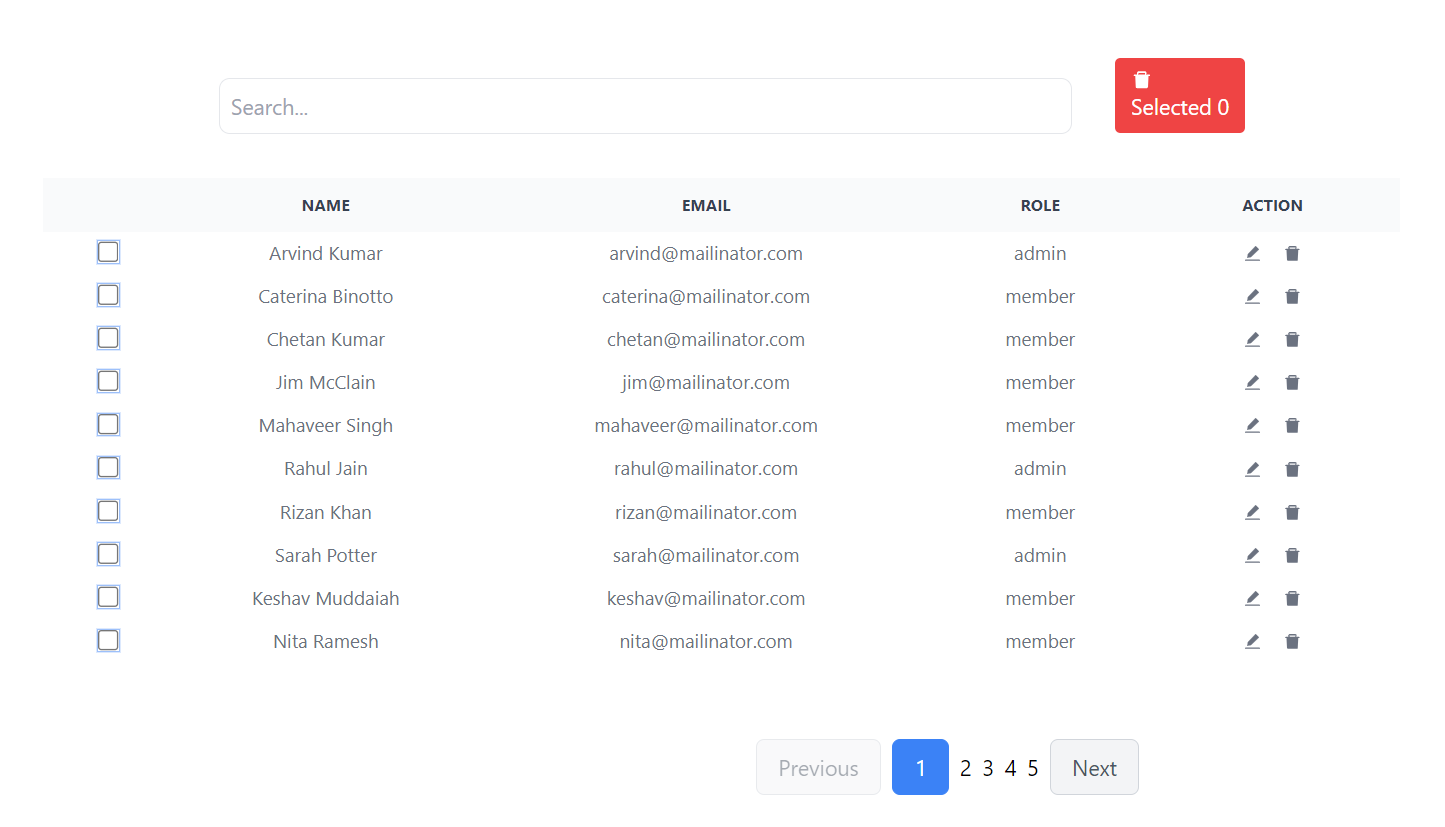 Search...
Selected 0
NAME EMAIL ROLE ACTION
Arvind Kumar arvind@mailinator.com admin
Caterina Binotto caterina@mailinator.com member
Chetan Kumar chetan@mailinator.com member
Jim McClain jim@mailinator.com member
Mahaveer Singh mahaveer@mailinator.com member
Rahul Jain rahul@mailinator.com admin
Rizan Khan rizan@mailinator.com member
Sarah Potter sarah@mailinator.com admin
Keshav Muddaiah keshav@mailinator.com member
Nita Ramesh nita@mailinator.com member
Previous 1 2 3 4 5 Next